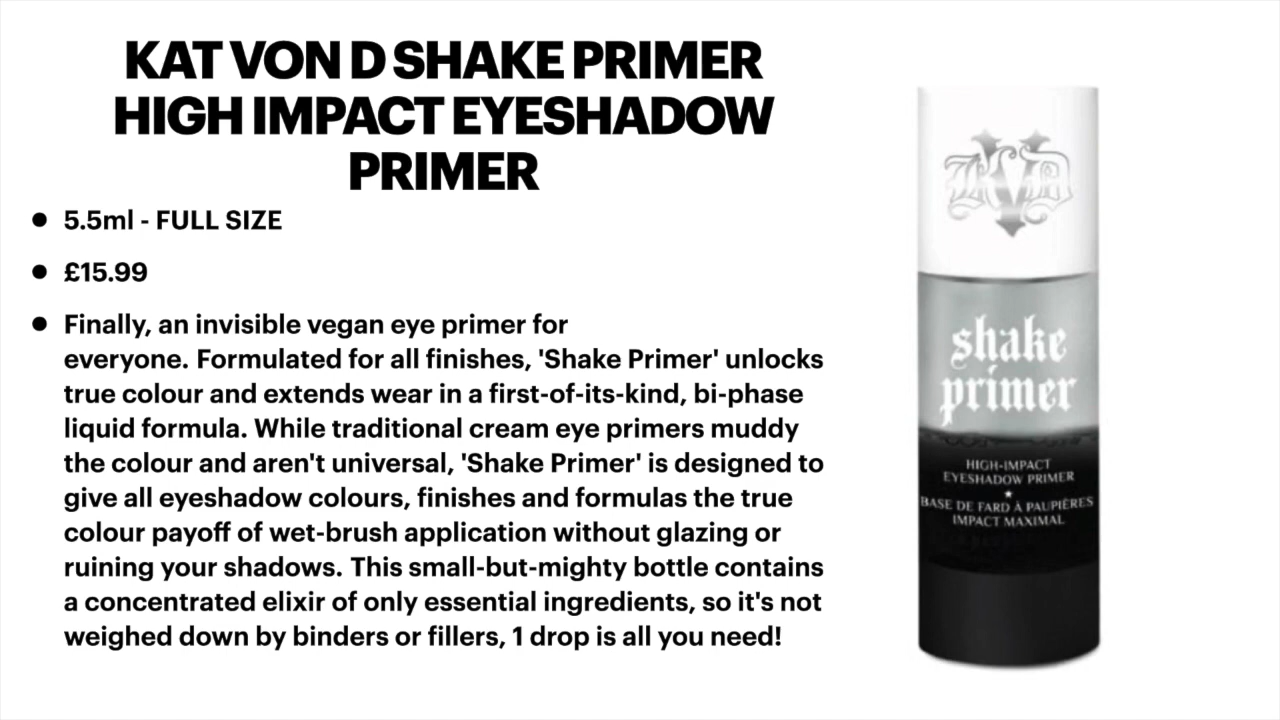 KAT VON D SHAKE PRIMER
HIGH IMPACT EYESHADOW
PRIMER
• 5.5ml - FULL SIZE
• £15.99
• Finally, an invisible vegan eye primer for
everyone. Formulated for all finishes, 'Shake Primer' unlocks
true colour and extends wear in a first-of-its-kind, bi-phase
liquid formula. While traditional cream eye primers muddy
the colour and aren't universal, 'Shake Primer' is designed to
give all eyeshadow colours, finishes and formulas the true
colour payoff of wet-brush application without glazing or
ruining your shadows. This small-but-mighty bottle contains
a concentrated elixir of only essential ingredients, so it's not
weighed down by binders or fillers, 1 drop is all you need!
KVD
shake
primer
HIGH-IMPACT
EYESHADOW PRIMER
BASE DE FARD À PAUPIÈRES
IMPACT MAXIMAL